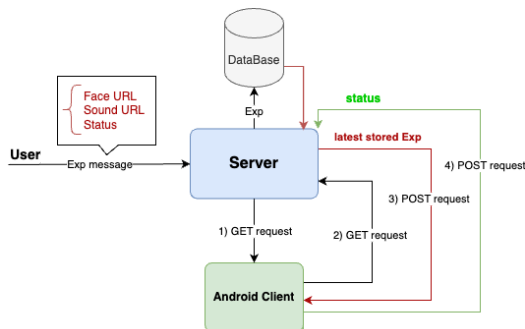 DataBase
Face URL
Sound URL
Status
Exp
status
User
Exp message
Server
latest stored Exp
4) POST request
3) POST request
1) GET request
2) GET request
Android Client